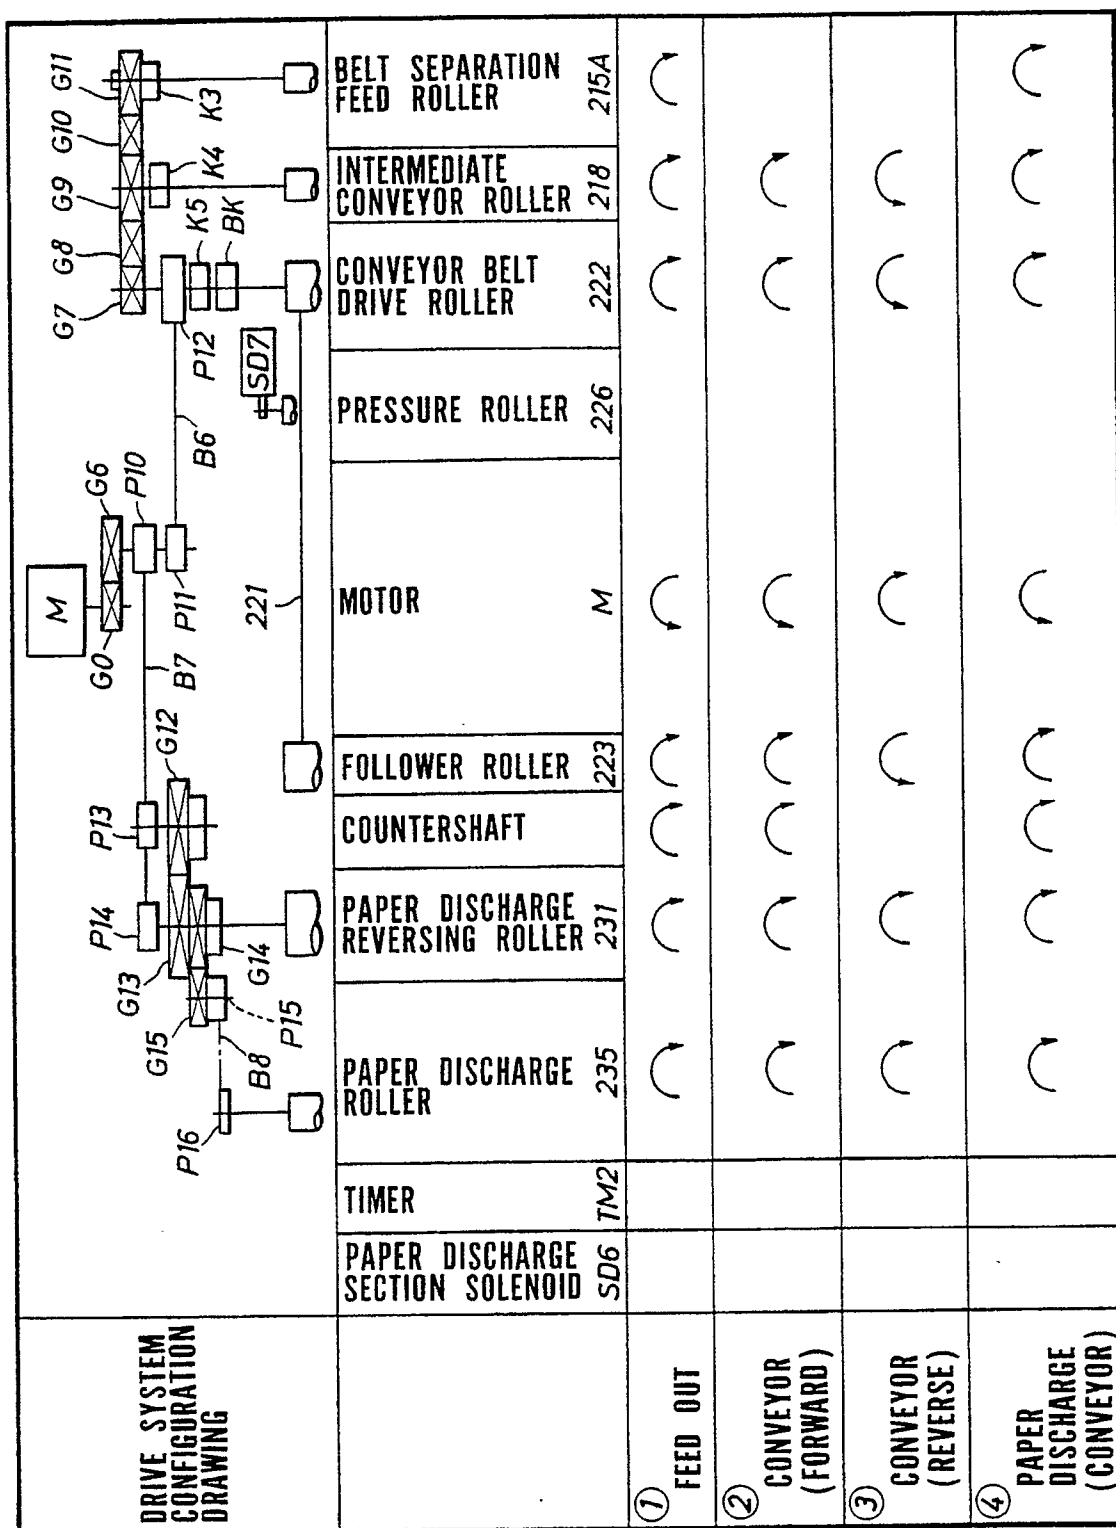 DRIVE SYSTEM
CONFIGURATION
DRAWING
P16
B8
P15
G15
G13
G14
P14
P13
G12
B7
221
M
G0
G6
P11
P10
B6
SD7
P12
G7
G8
G9
G10
G11
K5
BK
K4
K3
PAPER DISCHARGE
SECTION SOLENOID SD6
TIMER TM2
PAPER DISCHARGE
ROLLER 235
PAPER DISCHARGE
REVERSING ROLLER 231
COUNTERSHAFT
FOLLOWER ROLLER 223
MOTOR M
PRESSURE ROLLER 226
CONVEYOR BELT
DRIVE ROLLER 222
INTERMEDIATE
CONVEYOR ROLLER 218
BELT SEPARATION
FEED ROLLER 215A
① FEED OUT
② CONVEYOR
(FORWARD)
③ CONVEYOR
(REVERSE)
④ PAPER
DISCHARGE
(CONVEYOR)